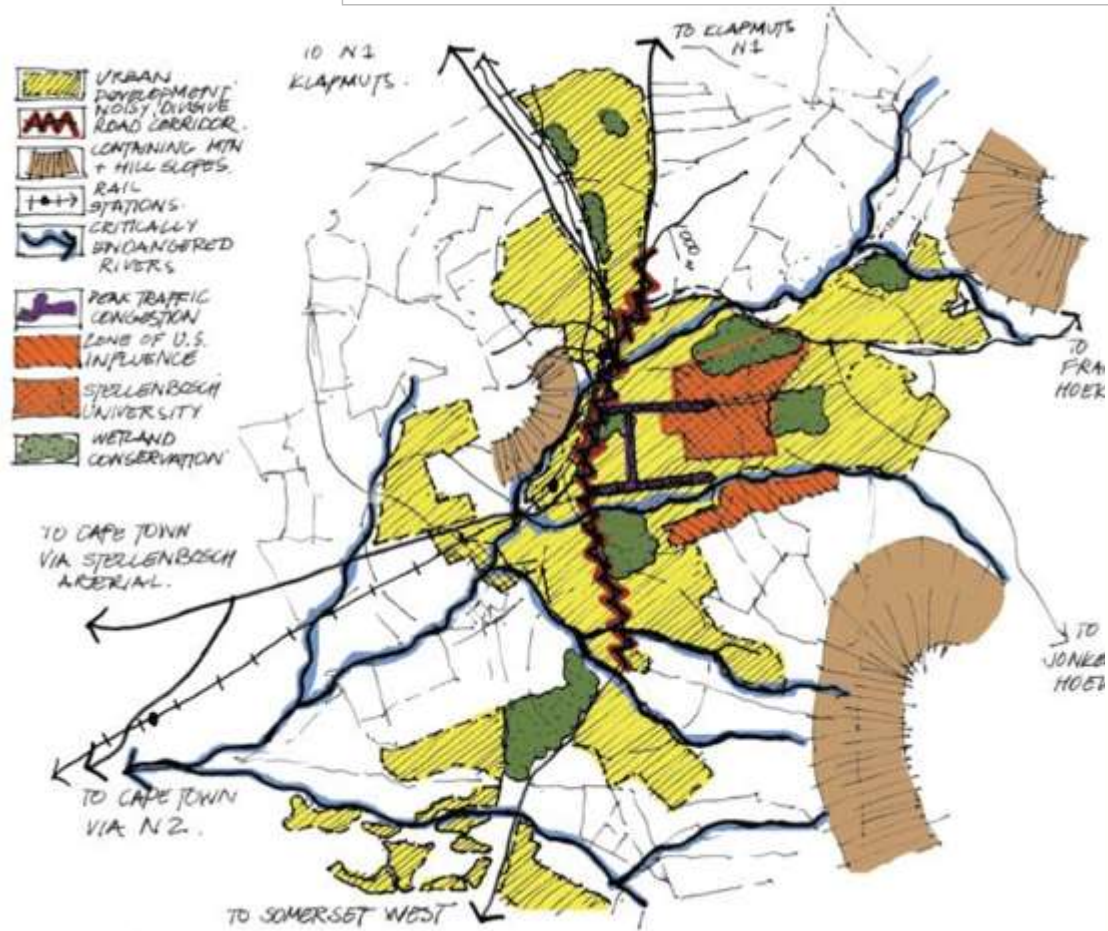 URBAN
DEVELOPMENT
NOISY, DIVISIVE
ROAD CORRIDOR.
CONTAINING MTN
+ HILL SLOPES.
RAIL
STATIONS.
CRITICALLY
ENDANGERED
RIVERS
PEAK TRAFFIC
CONGESTION
ZONE OF U.S.
INFLUENCE
STELLENBOSCH
UNIVERSITY
WETLAND
CONSERVATION
TO N1
KLAPMUTS.
TO KLAPMUTS
N1
1000 m
TO
FRA
HOEK
TO
JONKE
HOEK
TO CAPE TOWN
VIA STELLENBOSCH
ARERIAL.
TO CAPE TOWN
VIA N2.
TO SOMERSET WEST